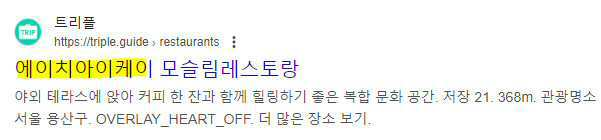 TRIP
트리플
https://triple.guide › restaurants
에이치아이케이 모슬림레스토랑
야외 테라스에 앉아 커피 한 잔과 함께 힐링하기 좋은 복합 문화 공간. 저장 21. 368m. 관광명소
서울 용산구. OVERLAY_HEART_OFF. 더 많은 장소 보기.